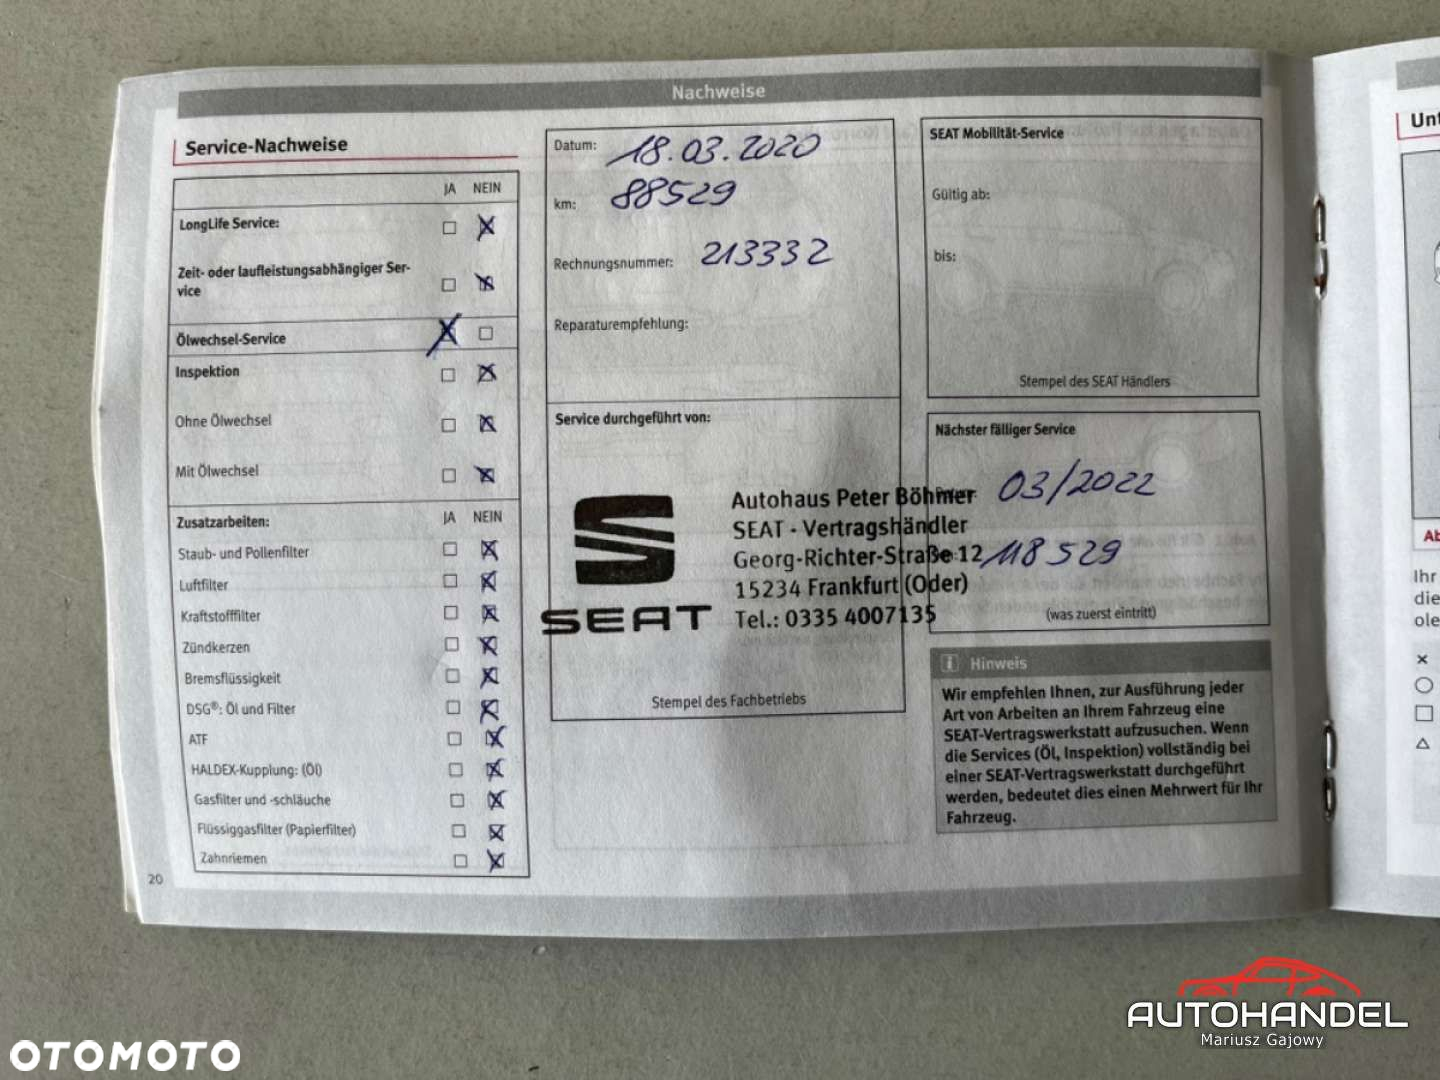 Nachweise
Service-Nachweise
JA NEIN
LongLife Service:
Zeit- oder laufleistungsabhängiger Ser-
vice
Ölwechsel-Service
Inspektion
Ohne Ölwechsel
Mit Ölwechsel
Zusatzarbeiten: JA NEIN
Staub- und Pollenfilter
Luftfilter
Kraftstofffilter
Zündkerzen
Bremsflüssigkeit
DSG®: Öl und Filter
ATF
HALDEX-Kupplung: (Öl)
Gasfilter und -schläuche
Flüssiggasfilter (Papierfilter)
Zahnriemen
20
Datum: 18.03.2020
km: 88529
Rechnungsnummer: 213332
Reparaturempfehlung:
Service durchgeführt von:
SEAT
Autohaus Peter Böhmer
SEAT - Vertragshändler
Georg-Richter-Straße 12
15234 Frankfurt (Oder)
Tel.: 0335 4007135
Stempel des Fachbetriebs
SEAT Mobilität-Service
Gültig ab:
bis:
Stempel des SEAT Händlers
Nächster fälliger Service
03/2022
118529
(was zuerst eintritt)
i Hinweis
Wir empfehlen Ihnen, zur Ausführung jeder
Art von Arbeiten an Ihrem Fahrzeug eine
SEAT-Vertragswerkstatt aufzusuchen. Wenn
die Services (Öl, Inspektion) vollständig bei
einer SEAT-Vertragswerkstatt durchgeführt
werden, bedeutet dies einen Mehrwert für Ihr
Fahrzeug.
Unt
Ab
Ihr
die
ole
OTOMOTO
AUTOHANDEL
Mariusz Gajowy